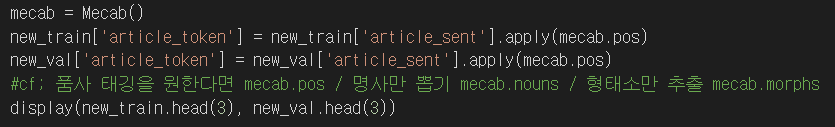 mecab = Mecab()
new_train['article_token'] = new_train['article_sent'].apply(mecab.pos)
new_val['article_token'] = new_val['article_sent'].apply(mecab.pos)
#cf; 품사 태깅을 원한다면 mecab.pos / 명사만 뽑기 mecab.nouns / 형태소만 추출 mecab.morphs
display(new_train.head(3), new_val.head(3))